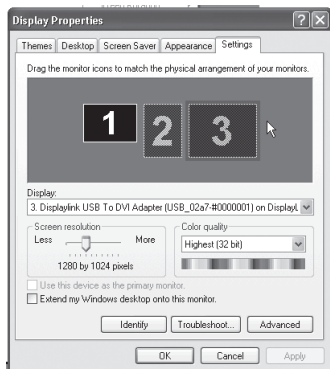 Display Properties
Themes Desktop Screen Saver Appearance Settings
Drag the monitor icons to match the physical arrangement of your monitors.
1 2 3
Display:
3. Displaylink USB To DVI Adapter (USB_02a7-#0000001) on DisplayL
Screen resolution
Less More
1280 by 1024 pixels
Color quality
Highest (32 bit)
Use this device as the primary monitor.
Extend my Windows desktop onto this monitor.
Identify Troubleshoot... Advanced
OK Cancel Apply